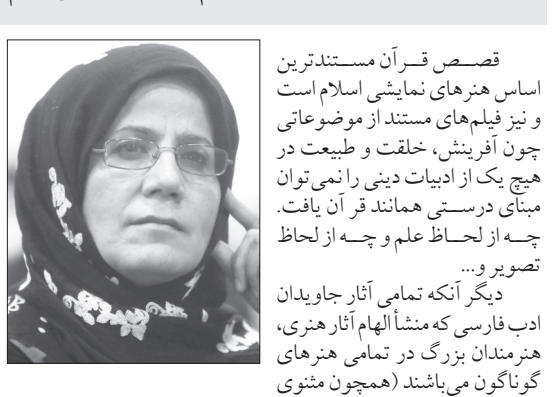 قصص قرآن مستندترین
اساس هنرهای نمایشی اسلام است
و نیز فیلم‌های مستند از موضوعاتی
چون آفرینش، خلقت و طبیعت در
هیچ یک از ادبیات دینی را نمی‌توان
مبنای درستی همانند قر آن یافت.
چه از لحاظ علم و چه از لحاظ
تصویر و...
دیگر آنکه تمامی آثار جاویدان
ادب فارسی که منشأ الهام آثار هنری،
هنرمندان بزرگ در تمامی هنرهای
گوناگون می‌باشند (همچون مثنوی